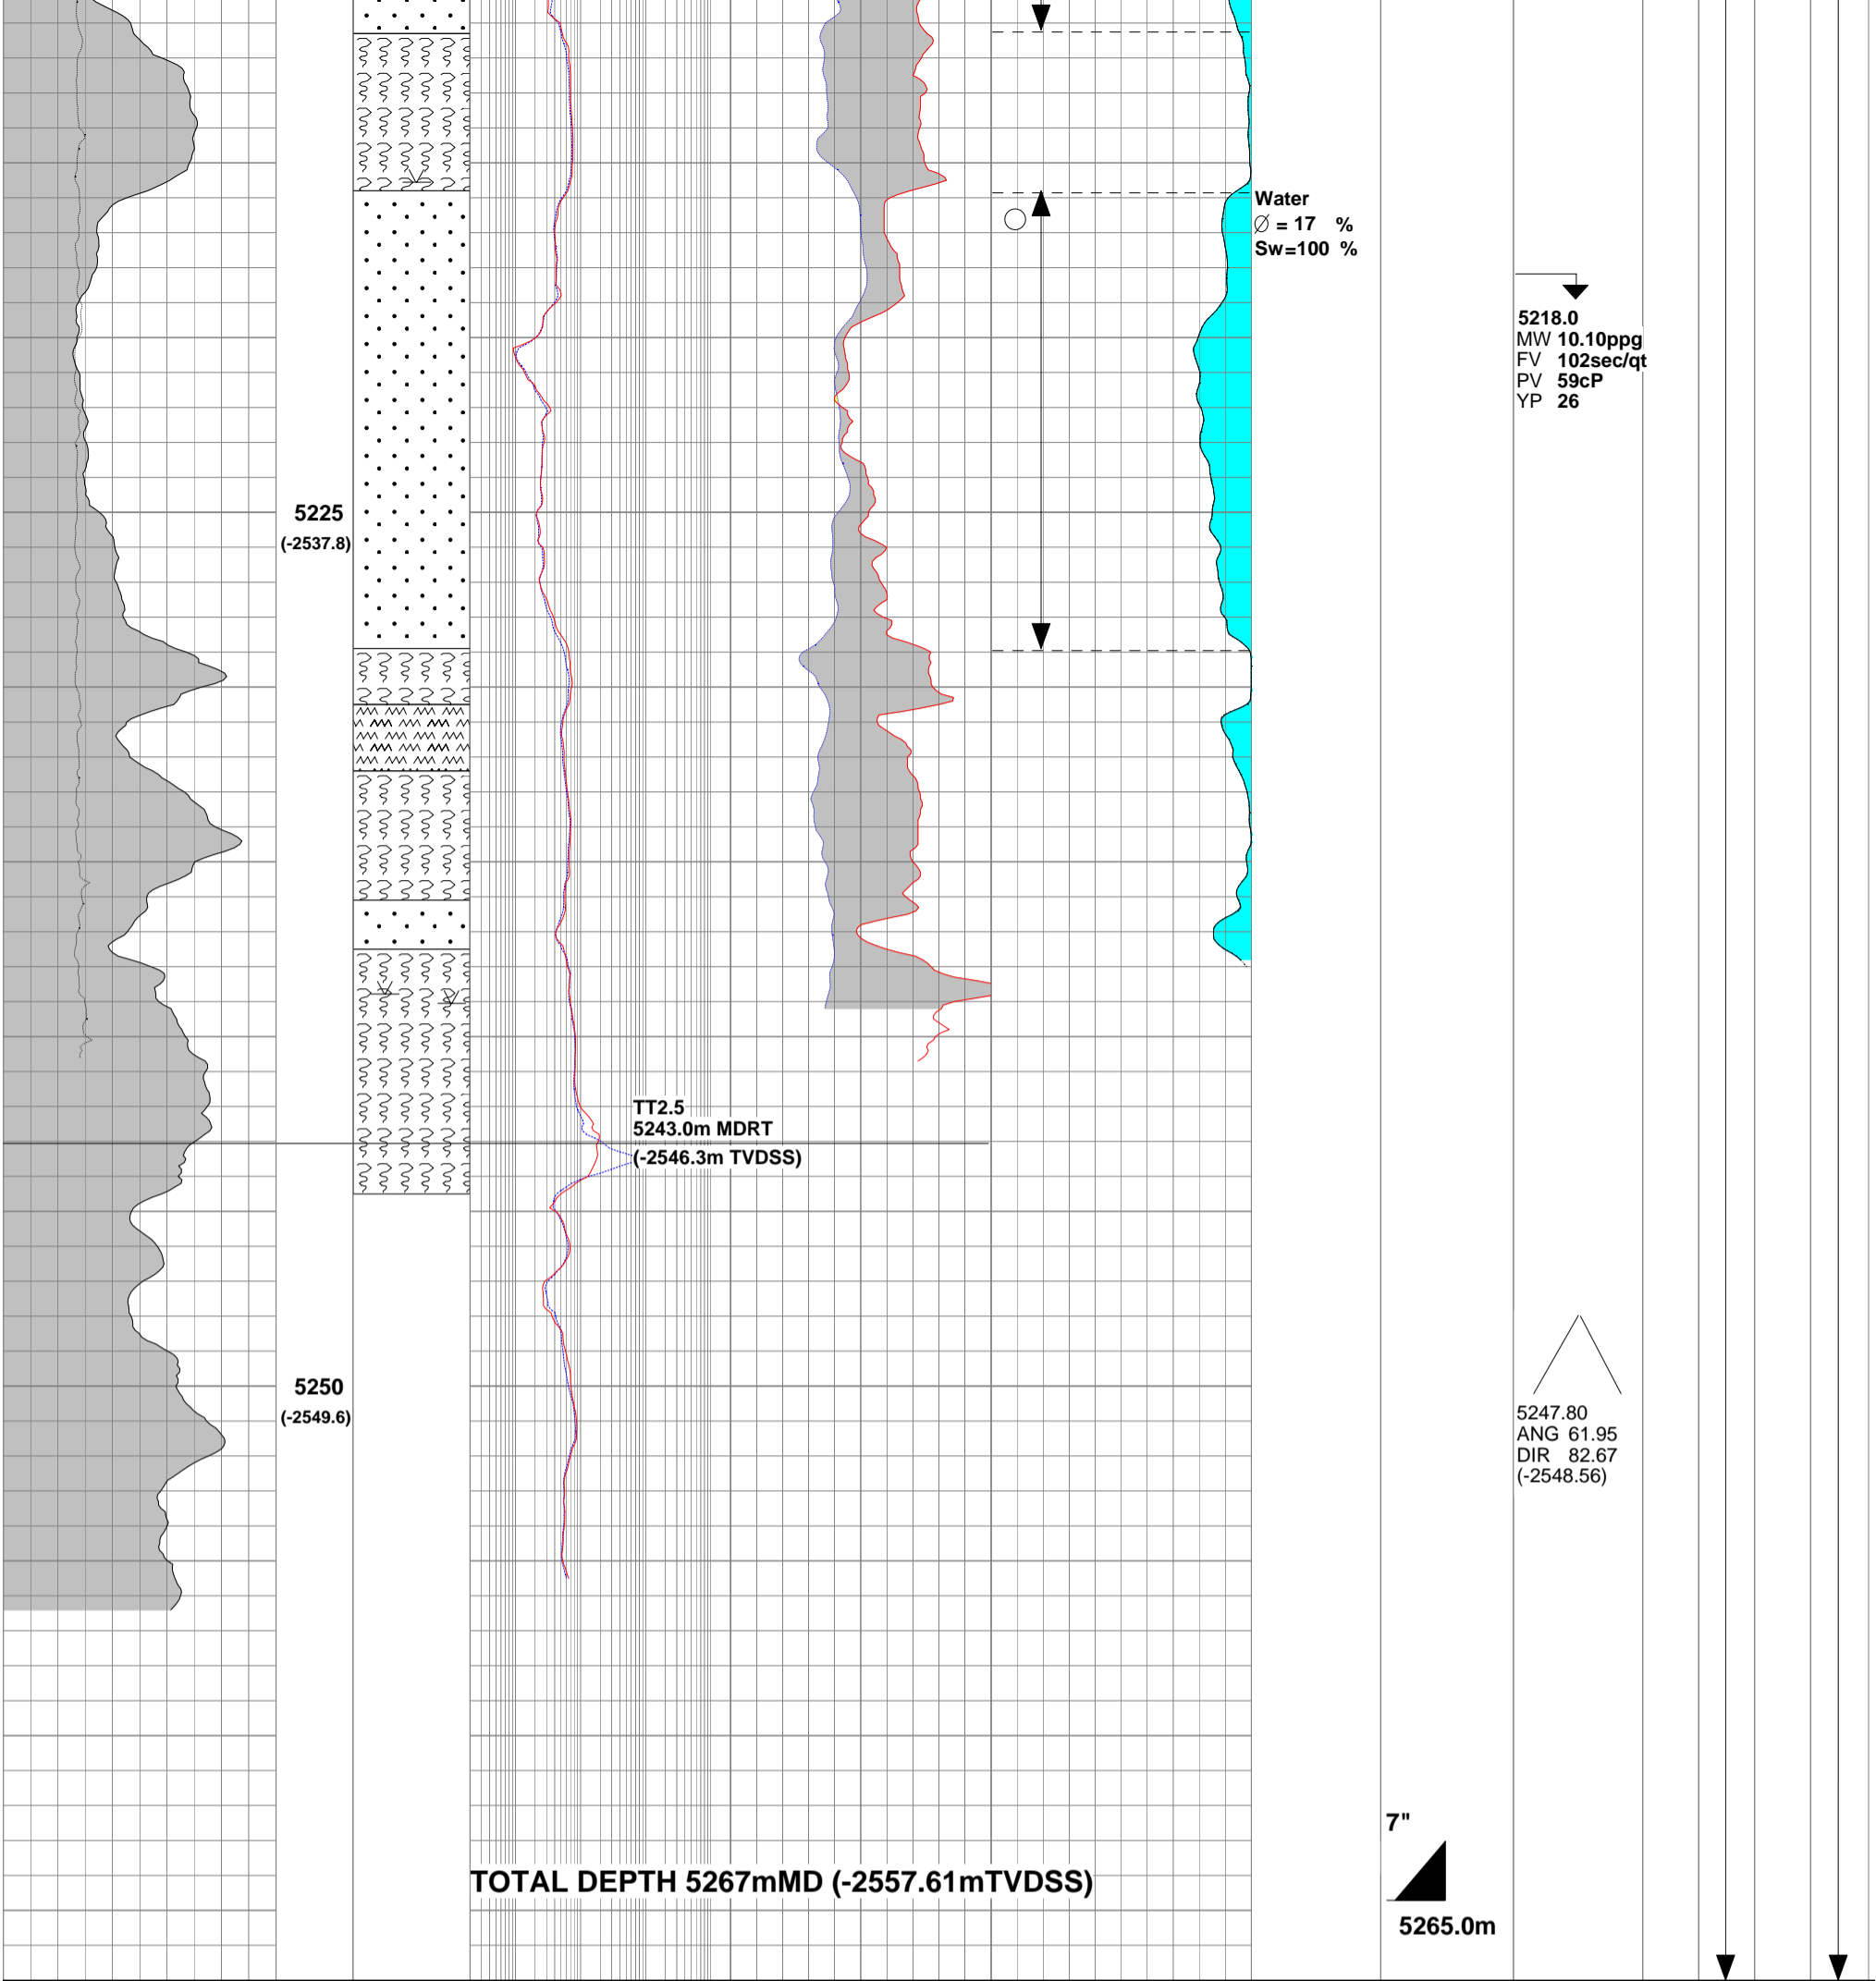 Water
∅ = 17 %
Sw=100 %
5218.0
MW 10.10ppg
FV 102sec/qt
PV 59cP
YP 26
5225
(-2537.8)
TT2.5
5243.0m MDRT
(-2546.3m TVDSS)
5250
(-2549.6)
5247.80
ANG 61.95
DIR 82.67
(-2548.56)
7"
TOTAL DEPTH 5267mMD (-2557.61mTVDSS)
5265.0m